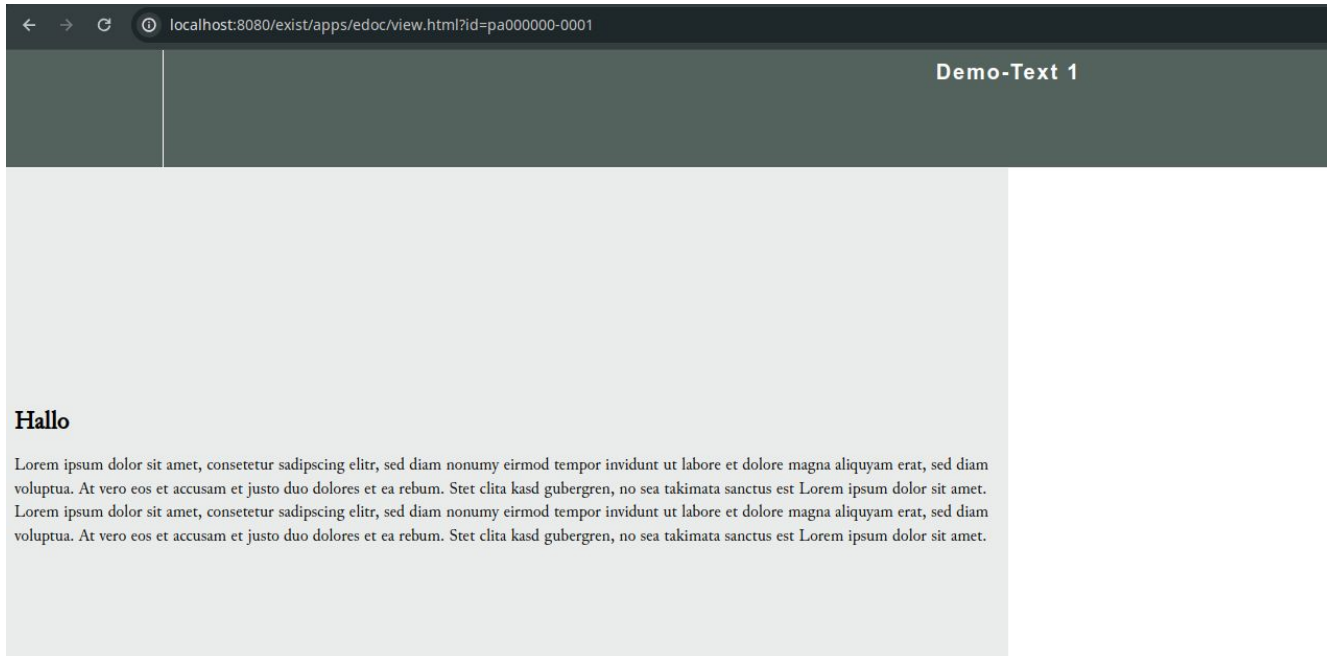 localhost:8080/exist/apps/edoc/view.html?id=pa000000-0001
Demo-Text 1
Hallo
Lorem ipsum dolor sit amet, consetetur sadipscing elitr, sed diam nonumy eirmod tempor invidunt ut labore et dolore magna aliquyam erat, sed diam
voluptua. At vero eos et accusam et justo duo dolores et ea rebum. Stet clita kasd gubergren, no sea takimata sanctus est Lorem ipsum dolor sit amet.
Lorem ipsum dolor sit amet, consetetur sadipscing elitr, sed diam nonumy eirmod tempor invidunt ut labore et dolore magna aliquyam erat, sed diam
voluptua. At vero eos et accusam et justo duo dolores et ea rebum. Stet clita kasd gubergren, no sea takimata sanctus est Lorem ipsum dolor sit amet.